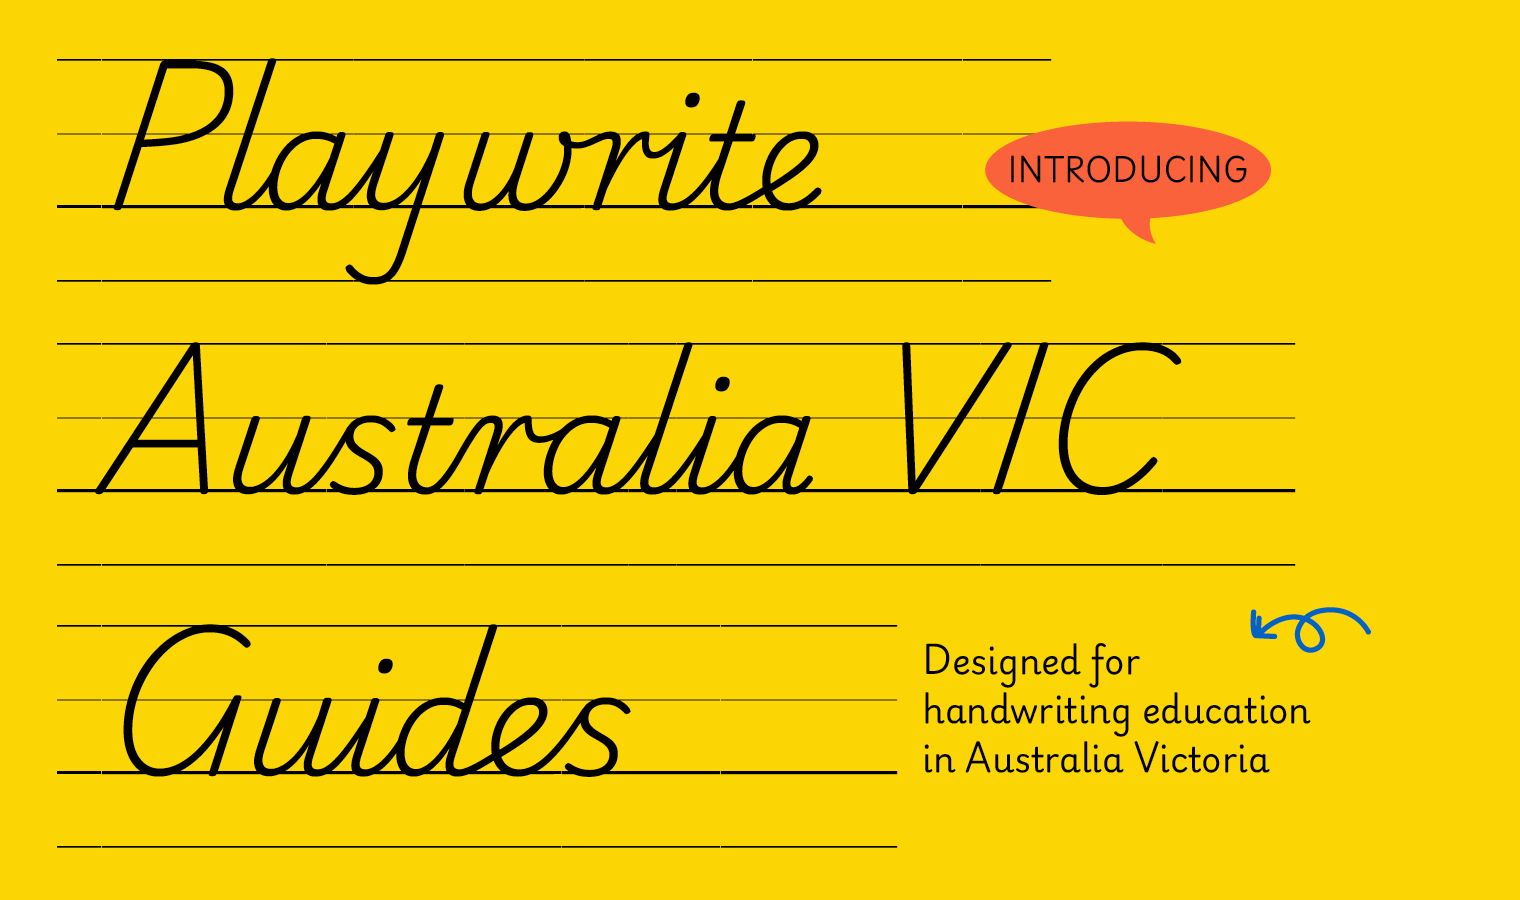 Playwrite
INTRODUCING
Australia VIC
Guides
Designed for
handwriting education
in Australia Victoria